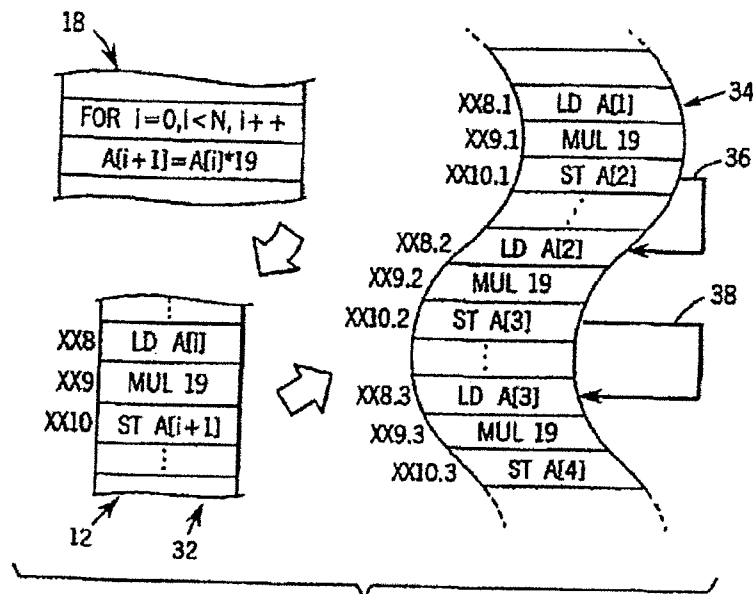 18
FOR i=0,i<N, i++
A[i+1]=A[i]*19
XX8 LD A[i]
XX9 MUL 19
XX10 ST A[i+1]
12
32
34
XX8.1 LD A[1]
XX9.1 MUL 19
XX10.1 ST A[2]
36
XX8.2 LD A[2]
XX9.2 MUL 19
XX10.2 ST A[3]
38
XX8.3 LD A[3]
XX9.3 MUL 19
XX10.3 ST A[4]